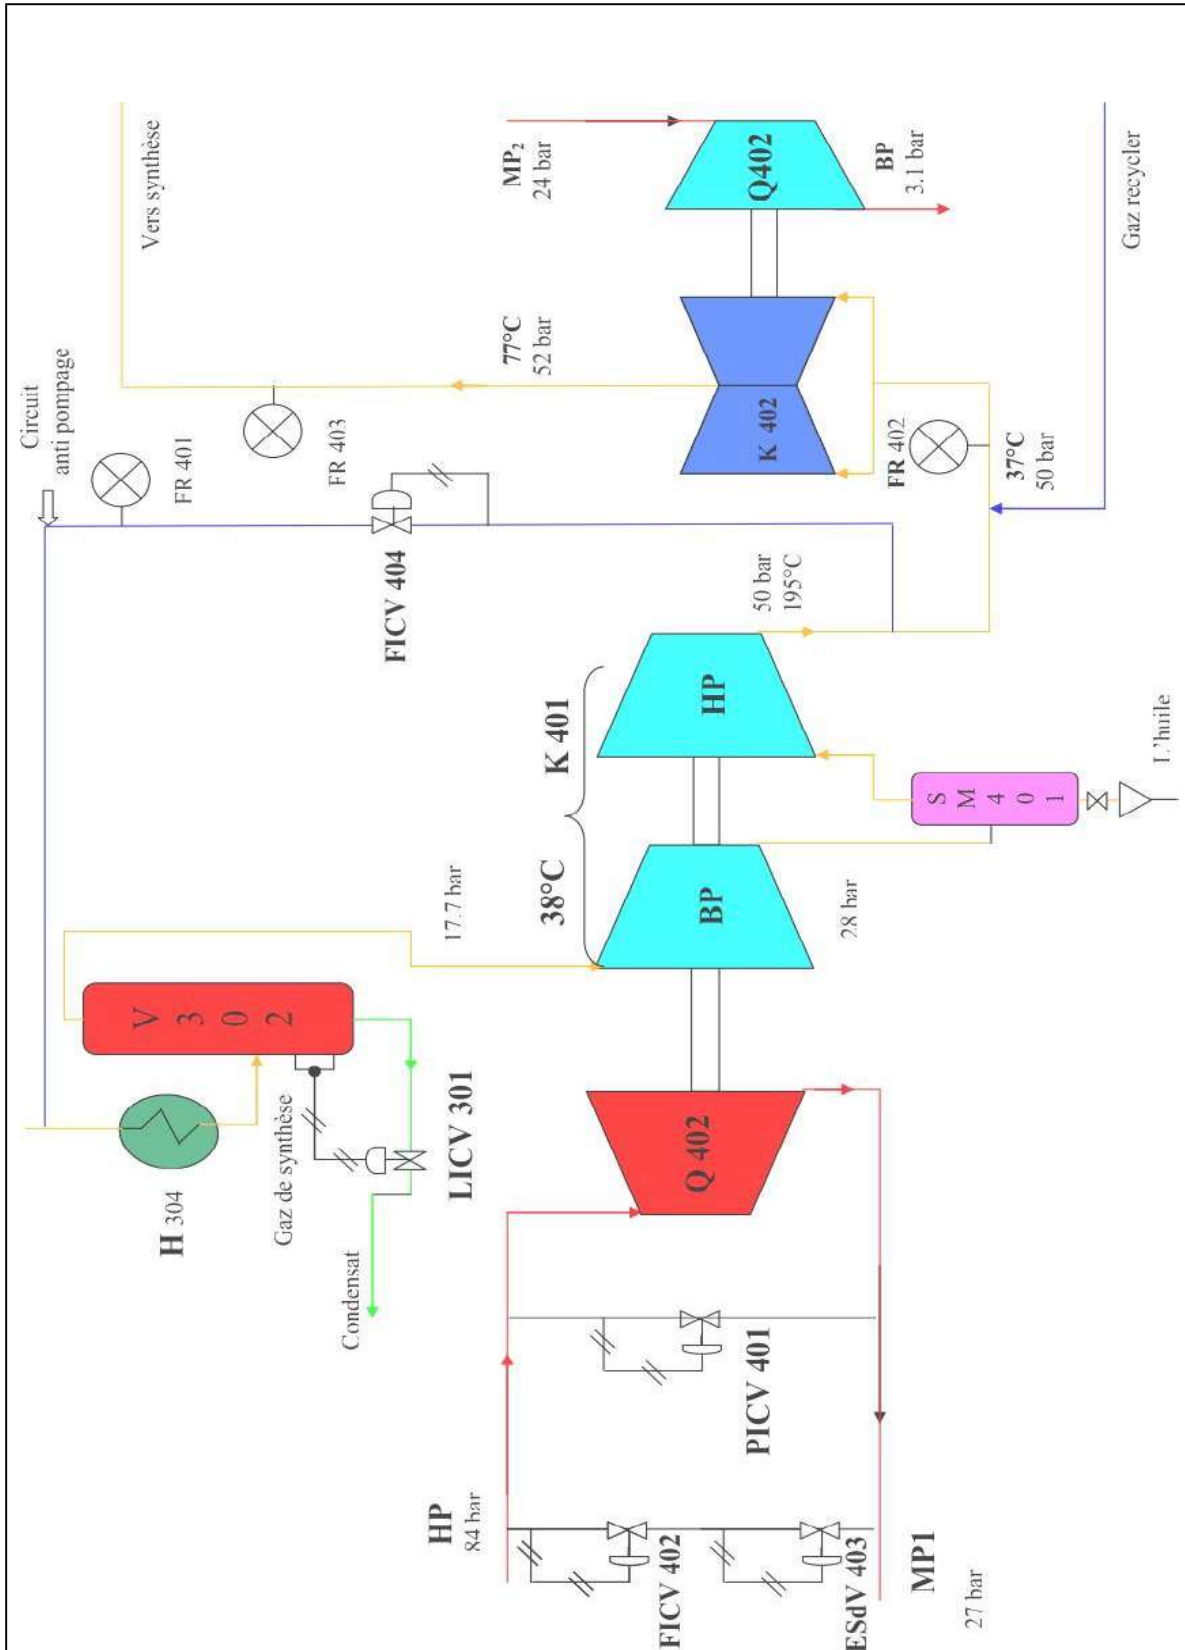 Circuit
anti pompage
Vers synthèse
FR 401
FR 403
FICV 404
77°C
52 bar
MP₂
24 bar
Q402
BP
3.1 bar
K 402
FR 402
37°C
50 bar
Gaz recycler
50 bar
195°C
K 401
38°C
HP
BP
17.7 bar
28 bar
S
M
4
0
1
L'huile
V
3
0
2
H 304
Gaz de synthèse
LICV 301
Condensat
Q 402
PICV 401
HP
84 bar
FICV 402
ESdV 403
MP1
27 bar